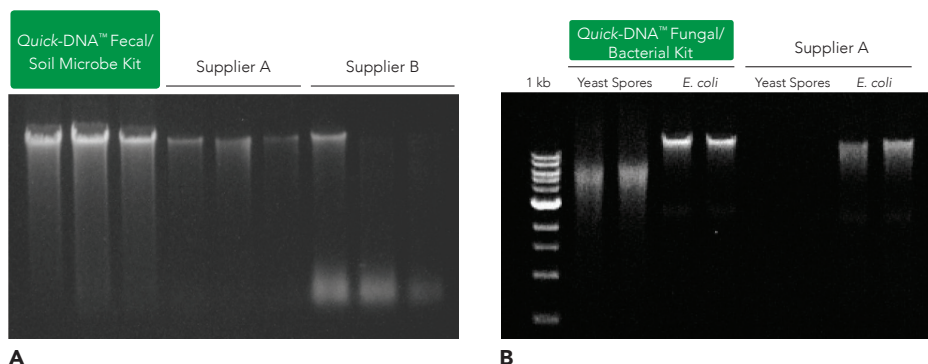 Quick-DNA™ Fecal/
Soil Microbe Kit
Supplier A
Supplier B
A
Quick-DNA™ Fungal/
Bacterial Kit
Supplier A
1 kb
Yeast Spores
E. coli
Yeast Spores
E. coli
B